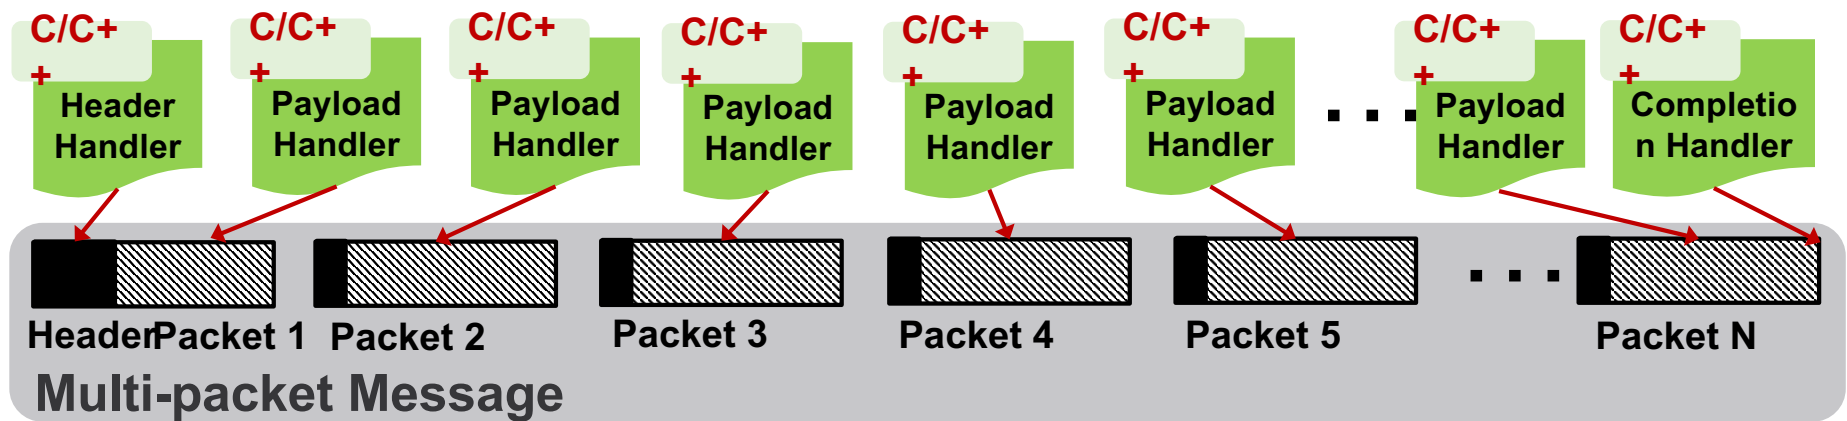 C/C+
+
Header
Handler
C/C+
+
Payload
Handler
C/C+
+
Payload
Handler
C/C+
+
Payload
Handler
C/C+
+
Payload
Handler
C/C+
+
Payload
Handler
. . .
C/C+
+
Payload
Handler
C/C+
+
Completio
n Handler
. . .
Header
Packet 1
Packet 2
Packet 3
Packet 4
Packet 5
Packet N
Multi-packet Message